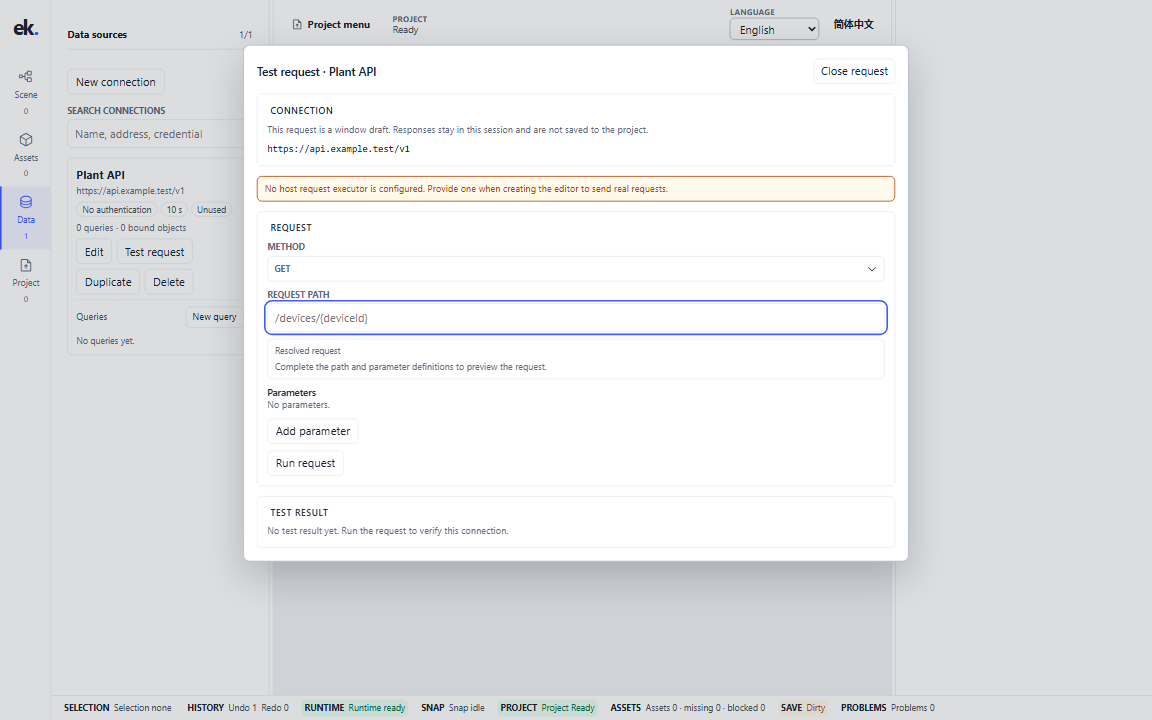 ek.
Scene
0
Assets
0
Data
1
Project
0
Data sources
1/1
New connection
SEARCH CONNECTIONS
Name, address, credential
Plant API
https://api.example.test/v1
No authentication
10 s
Unused
0 queries · 0 bound objects
Edit
Test request
Duplicate
Delete
Queries
New query
No queries yet.
Project menu
PROJECT
Ready
LANGUAGE
English
简体中文
Test request · Plant API
Close request
CONNECTION
This request is a window draft. Responses stay in this session and are not saved to the project.
https://api.example.test/v1
No host request executor is configured. Provide one when creating the editor to send real requests.
REQUEST
METHOD
GET
REQUEST PATH
/devices/{deviceId}
Resolved request
Complete the path and parameter definitions to preview the request.
Parameters
No parameters.
Add parameter
Run request
TEST RESULT
No test result yet. Run the request to verify this connection.
SELECTION Selection none HISTORY Undo 1 Redo 0 RUNTIME Runtime ready SNAP Snap idle PROJECT Project Ready ASSETS Assets 0 · missing 0 · blocked 0 SAVE Dirty PROBLEMS Problems 0